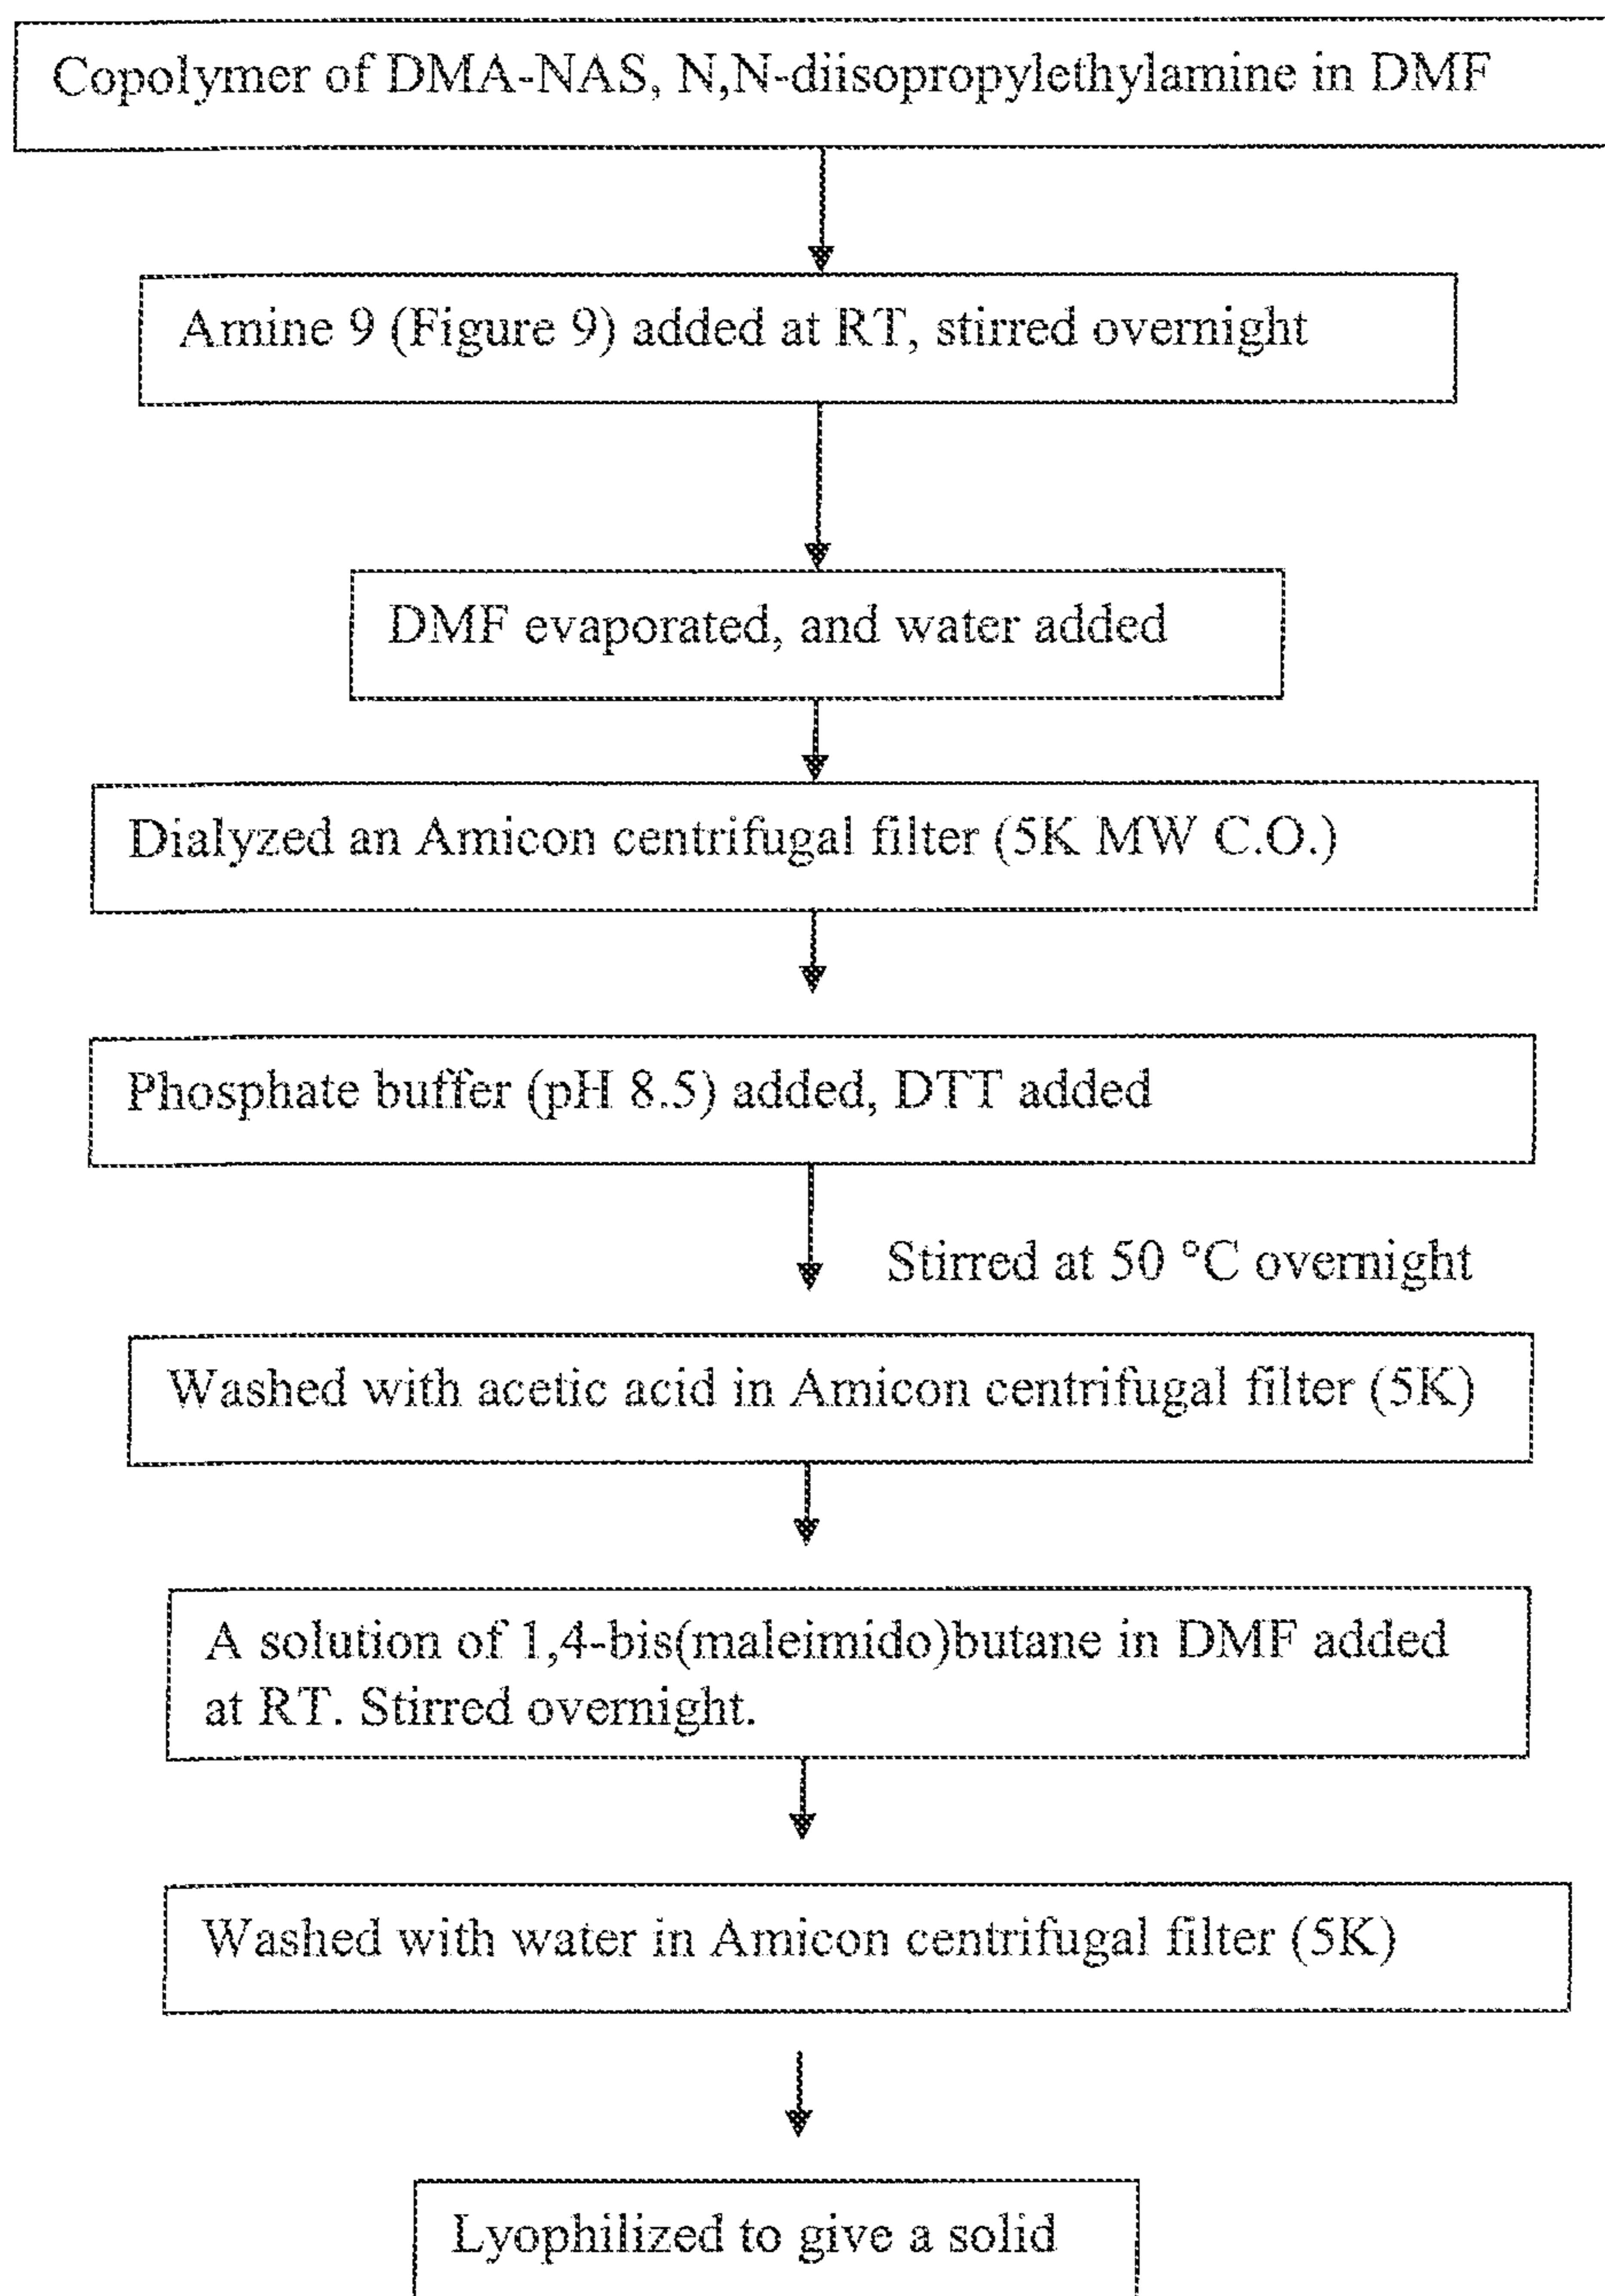 Copolymer of DMA-NAS, N,N-diisopropylethylamine in DMF
Amine 9 (Figure 9) added at RT, stirred overnight
DMF evaporated, and water added
Dialyzed an Amicon centrifugal filter (5K MW C.O.)
Phosphate buffer (pH 8.5) added, DTT added
Stirred at 50 °C overnight
Washed with acetic acid in Amicon centrifugal filter (5K)
A solution of 1,4-bis(maleimido)butane in DMF added
at RT. Stirred overnight.
Washed with water in Amicon centrifugal filter (5K)
Lyophilized to give a solid